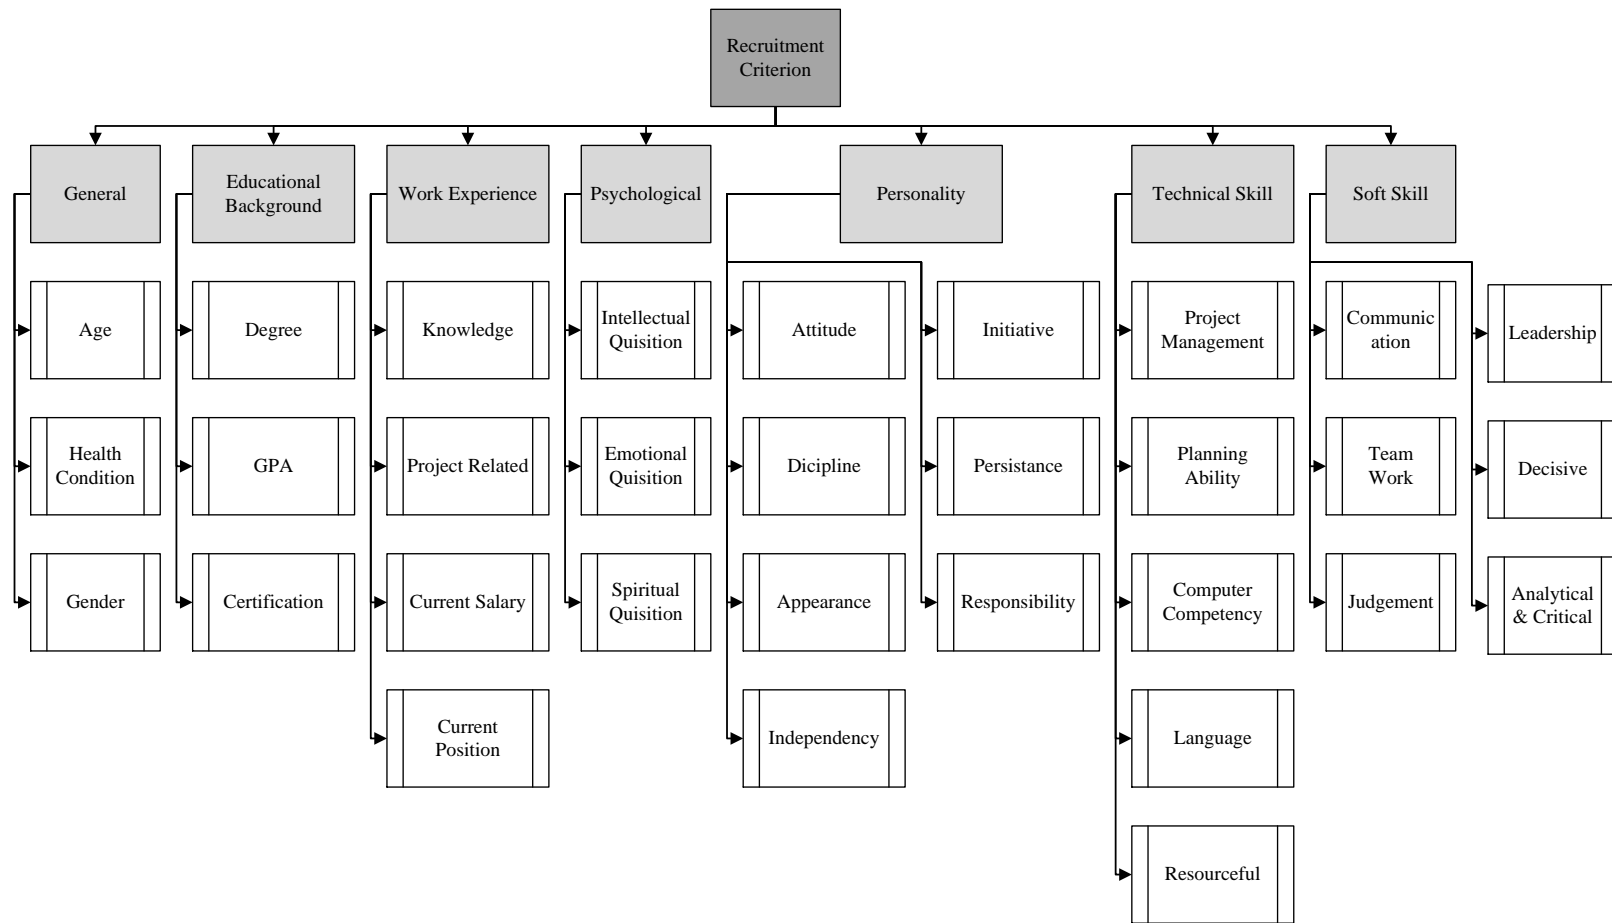 Recruitment
Criterion
General
Educational
Background
Work Experience
Psychological
Personality
Technical Skill
Soft Skill
Age
Degree
Knowledge
Intellectual
Quisition
Attitude
Initiative
Project
Management
Communic
ation
Leadership
Health
Condition
GPA
Project Related
Emotional
Quisition
Dicipline
Persistance
Planning
Ability
Team
Work
Decisive
Gender
Certification
Current Salary
Spiritual
Quisition
Appearance
Responsibility
Computer
Competency
Judgement
Analytical
& Critical
Current
Position
Independency
Language
Resourceful